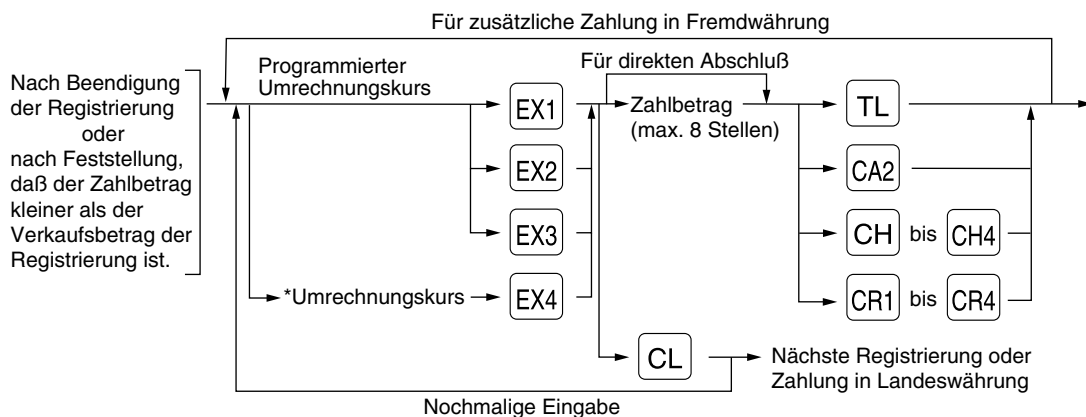 Für zusätzliche Zahlung in Fremdwährung
Nach Beendigung
der Registrierung
oder
nach Feststellung,
daß der Zahlbetrag
kleiner als der
Verkaufsbetrag der
Registrierung ist.
Programmierter
Umrechnungskurs
EX1
EX2
EX3
*Umrechnungskurs
EX4
Für direkten Abschluß
Zahlbetrag
(max. 8 Stellen)
TL
CA2
CH bis CH4
CR1 bis CR4
CL
Nächste Registrierung oder
Zahlung in Landeswährung
Nochmalige Eingabe